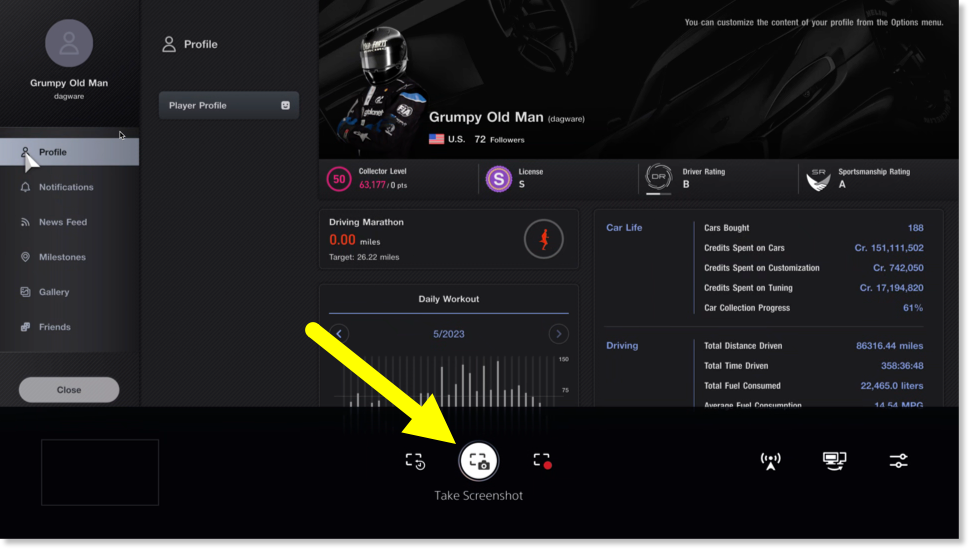 You can customize the content of your profile from the Options menu.
Grumpy Old Man
dagware
Profile
Notifications
News Feed
Milestones
Gallery
Friends
Close
Profile
Player Profile
Grumpy Old Man (dagware)
U.S. 72 Followers
50
Collector Level
63,177/0 pts
S
License
S
DR
Driver Rating
B
SR
Sportsmanship Rating
A
Driving Marathon
0.00 miles
Target: 26.22 miles
Daily Workout
5/2023
150
75
Car Life
Cars Bought 188
Credits Spent on Cars Cr. 151,111,502
Credits Spent on Customization Cr. 742,050
Credits Spent on Tuning Cr. 17,194,820
Car Collection Progress 61%
Driving
Total Distance Driven 86316.44 miles
Total Time Driven 358:36:48
Total Fuel Consumed 22,465.0 liters
Average Fuel Consumption 14.54 MPG
Take Screenshot